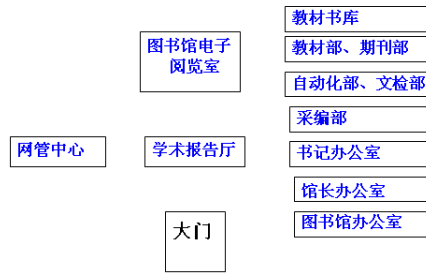 教材书库
图书馆电子
阅览室
教材部、期刊部
自动化部、文检部
采编部
网管中心
学术报告厅
书记办公室
馆长办公室
图书馆办公室
大门